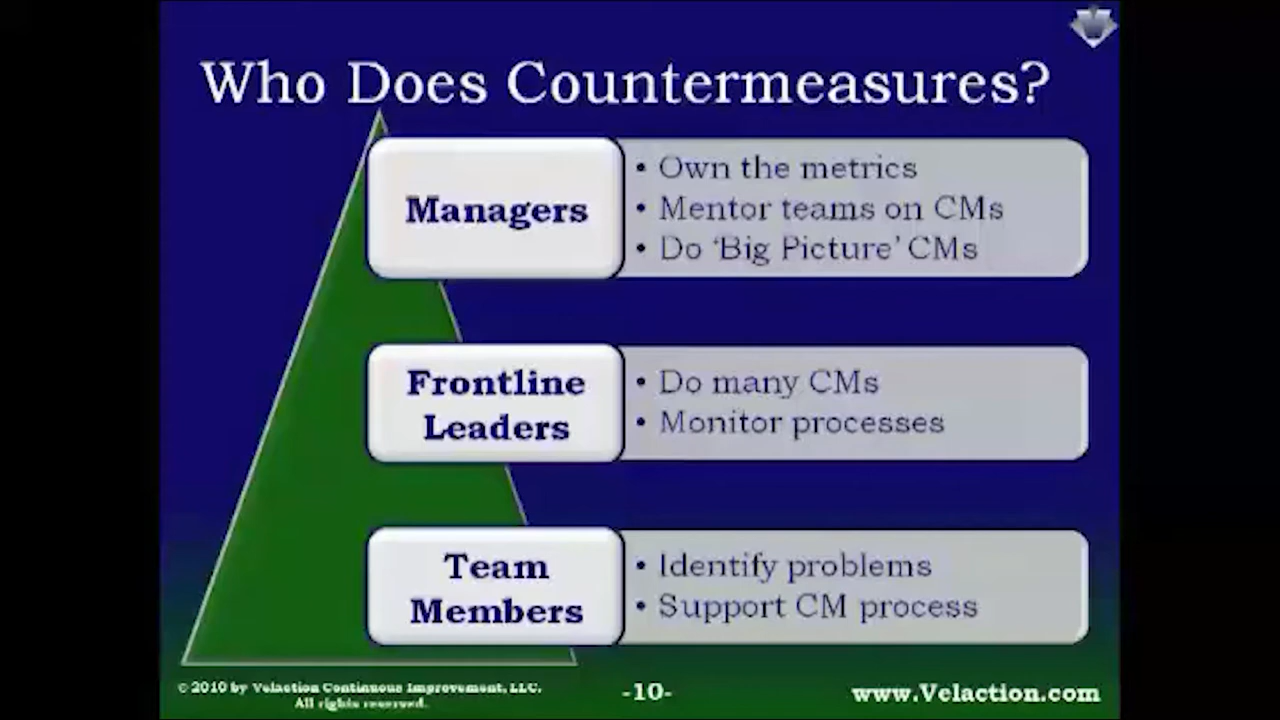 Who Does Countermeasures?
Managers
• Own the metrics
• Mentor teams on CMs
• Do ‘Big Picture’ CMs
Frontline
Leaders
• Do many CMs
• Monitor processes
Team
Members
• Identify problems
• Support CM process
© 2010 by Velaction Continuous Improvement, LLC.
All rights reserved.
-10-
www.Velaction.com